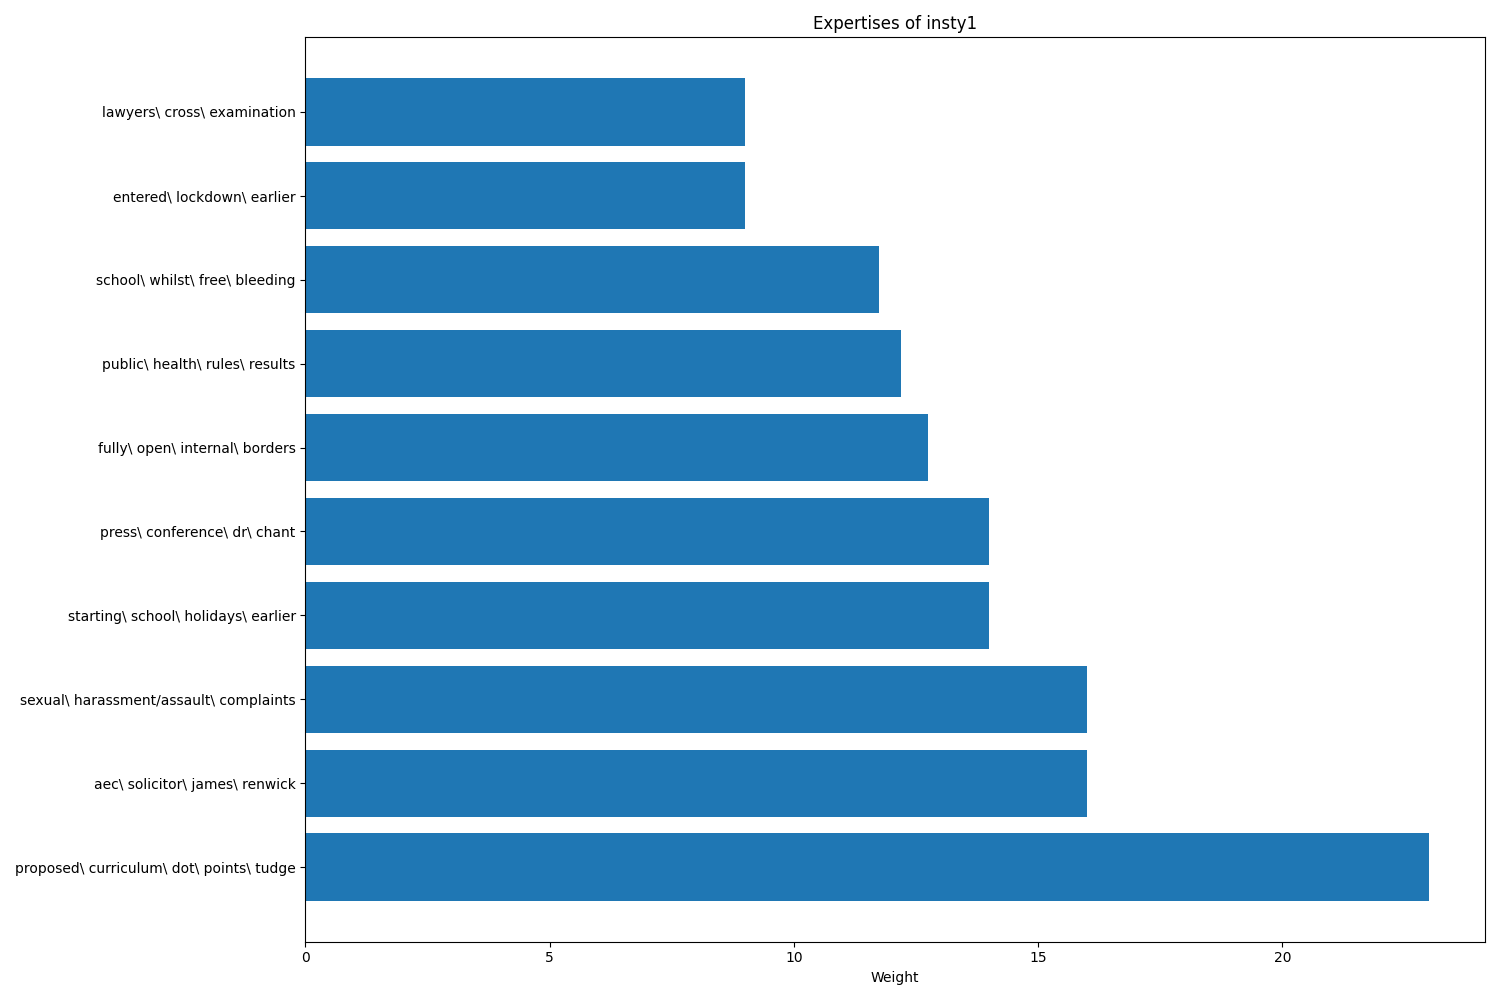 Expertises of insty1
lawyers\ cross\ examination
entered\ lockdown\ earlier
school\ whilst\ free\ bleeding
public\ health\ rules\ results
fully\ open\ internal\ borders
press\ conference\ dr\ chant
starting\ school\ holidays\ earlier
sexual\ harassment/assault\ complaints
aec\ solicitor\ james\ renwick
proposed\ curriculum\ dot\ points\ tudge
0 5 10 15 20
Weight